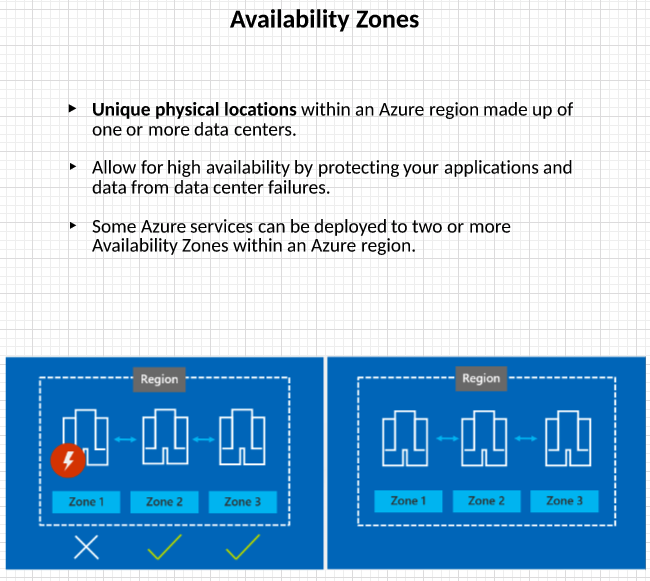 Availability Zones
Unique physical locations within an Azure region made up of
one or more data centers.
Allow for high availability by protecting your applications and
data from data center failures.
Some Azure services can be deployed to two or more
Availability Zones within an Azure region.
Region
Zone 1 Zone 2 Zone 3
Region
Zone 1 Zone 2 Zone 3